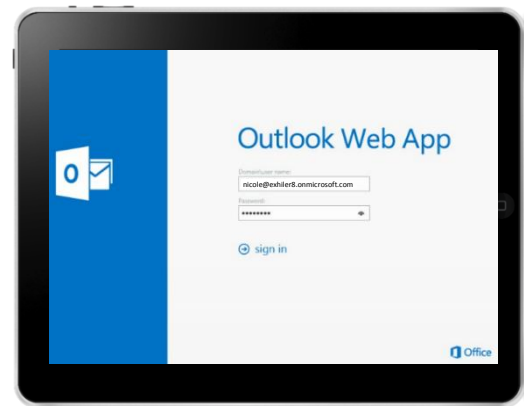 Outlook Web App
Domain\user name:
nicole@exhiler8.onmicrosoft.com
Password:
••••••••
sign in
Office